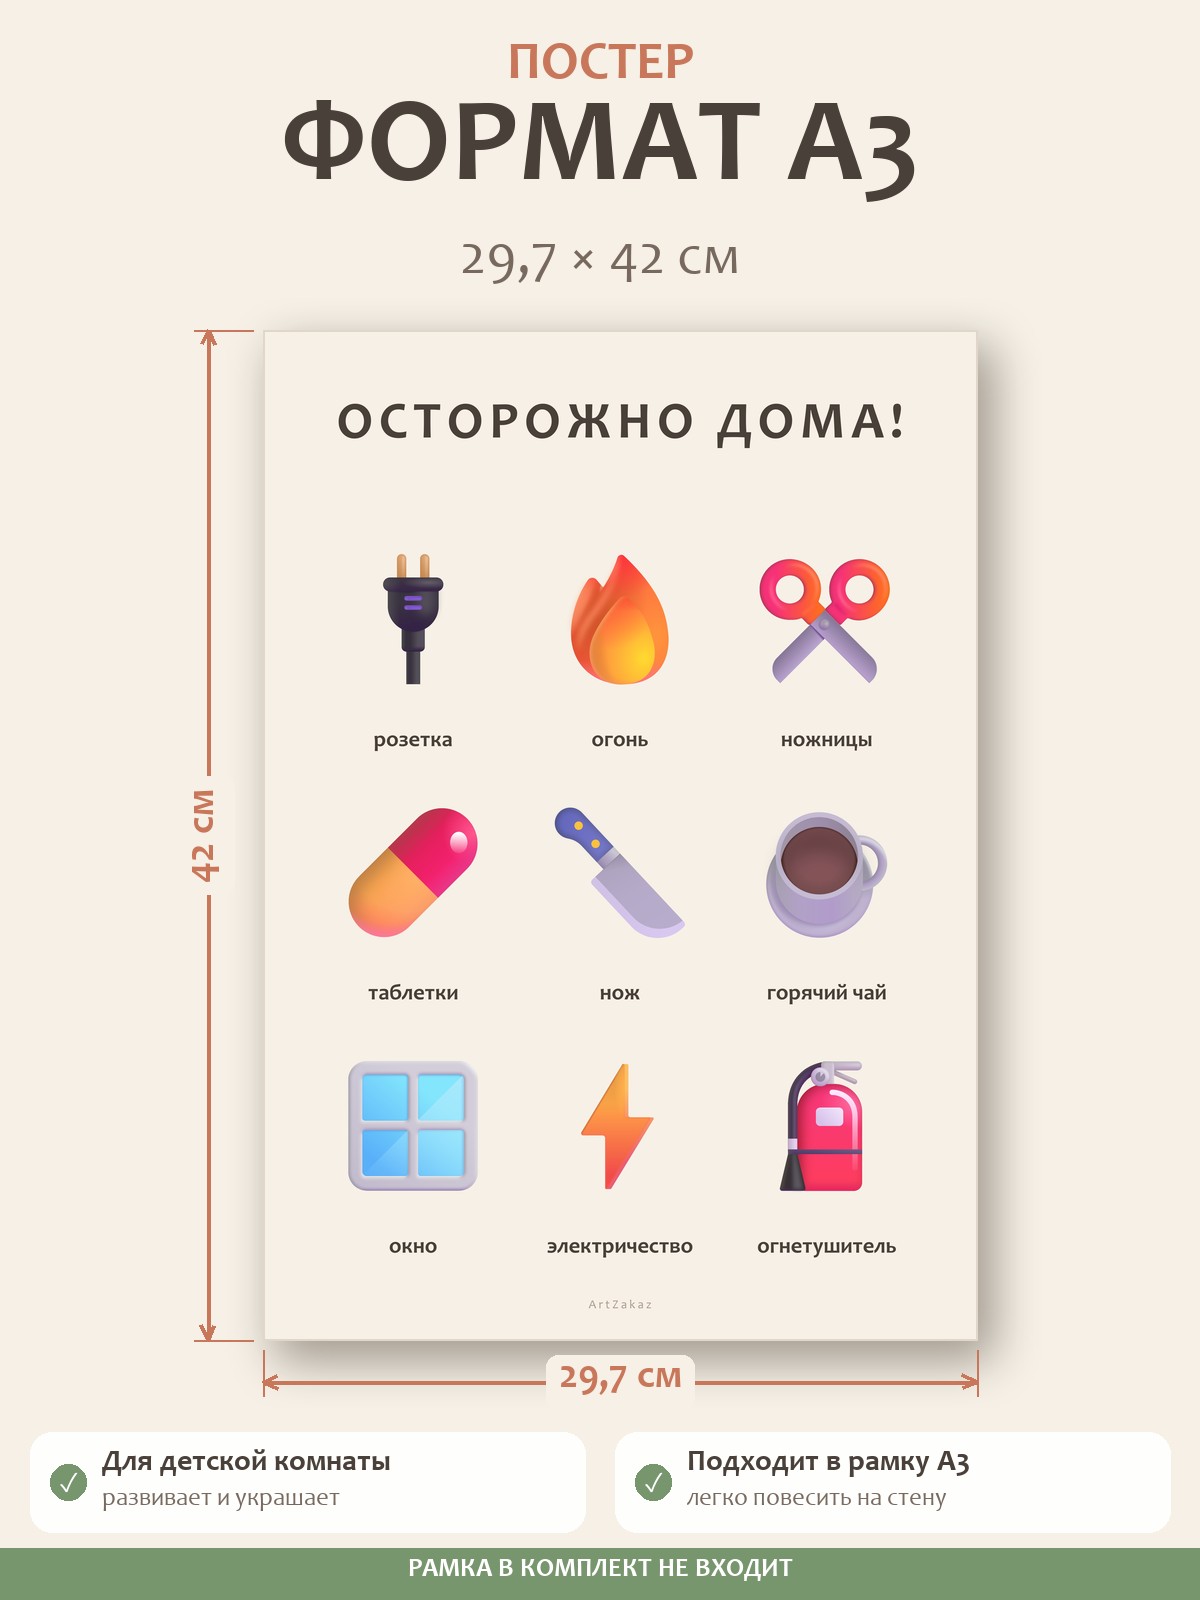 ПОСТЕР
ФОРМАТ А3
29,7 × 42 см
42 см
ОСТОРОЖНО ДОМА!
розетка огонь ножницы
таблетки нож горячий чай
окно электричество огнетушитель
ArtZakaz
29,7 см
Для детской комнаты
развивает и украшает
Подходит в рамку А3
легко повесить на стену
РАМКА В КОМПЛЕКТ НЕ ВХОДИТ